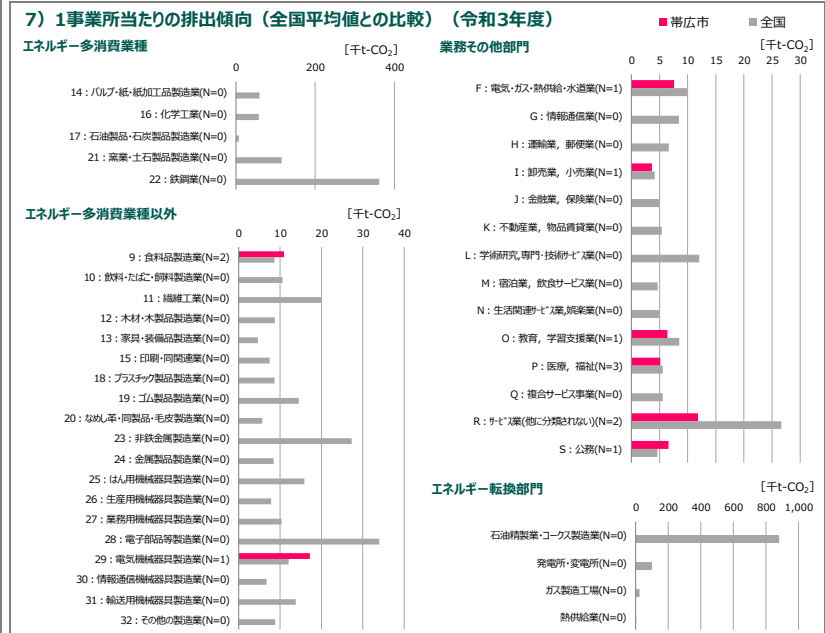 7）1事業所当たりの排出傾向（全国平均値との比較）（令和3年度）
帯広市 全国
エネルギー多消費業種
[千t-CO₂]
0 200 400
14：パルプ・紙・紙加工品製造業(N=0)
16：化学工業(N=0)
17：石油製品・石炭製品製造業(N=0)
21：窯業・土石製品製造業(N=0)
22：鉄鋼業(N=0)
エネルギー多消費業種以外
[千t-CO₂]
0 10 20 30 40
9：食料品製造業(N=2)
10：飲料・たばこ・飼料製造業(N=0)
11：繊維工業(N=0)
12：木材・木製品製造業(N=0)
13：家具・装備品製造業(N=0)
15：印刷・同関連業(N=0)
18：プラスチック製品製造業(N=0)
19：ゴム製品製造業(N=0)
20：なめし革・同製品・毛皮製造業(N=0)
23：非鉄金属製造業(N=0)
24：金属製品製造業(N=0)
25：はん用機械器具製造業(N=0)
26：生産用機械器具製造業(N=0)
27：業務用機械器具製造業(N=0)
28：電子部品等製造業(N=0)
29：電気機械器具製造業(N=1)
30：情報通信機械器具製造業(N=0)
31：輸送用機械器具製造業(N=0)
32：その他の製造業(N=0)
業務その他部門
[千t-CO₂]
0 5 10 15 20 25 30
F：電気・ガス・熱供給・水道業(N=1)
G：情報通信業(N=0)
H：運輸業，郵便業(N=0)
I：卸売業，小売業(N=1)
J：金融業，保険業(N=0)
K：不動産業，物品賃貸業(N=0)
L：学術研究,専門・技術サービス業(N=0)
M：宿泊業，飲食サービス業(N=0)
N：生活関連サービス業,娯楽業(N=0)
O：教育，学習支援業(N=1)
P：医療，福祉(N=3)
Q：複合サービス事業(N=0)
R：サービス業(他に分類されない)(N=2)
S：公務(N=1)
エネルギー転換部門
[千t-CO₂]
0 200 400 600 800 1,000
石油精製業・コークス製造業(N=0)
発電所・変電所(N=0)
ガス製造工場(N=0)
熱供給業(N=0)